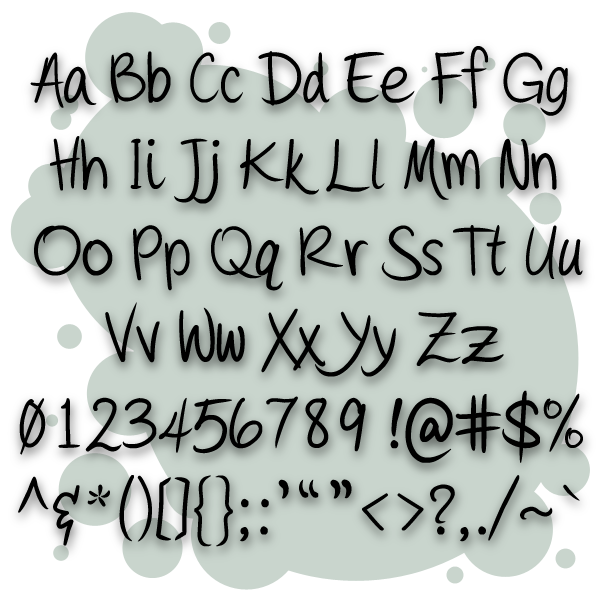 Aa Bb Cc Dd Ee Ff Gg
Hh Ii Jj Kk Ll Mm Nn
Oo Pp Qq Rr Ss Tt Uu
Vv Ww Xx Yy Zz
0123456789 !@#$%
^&*()[]{};:’“”<>?,./~`